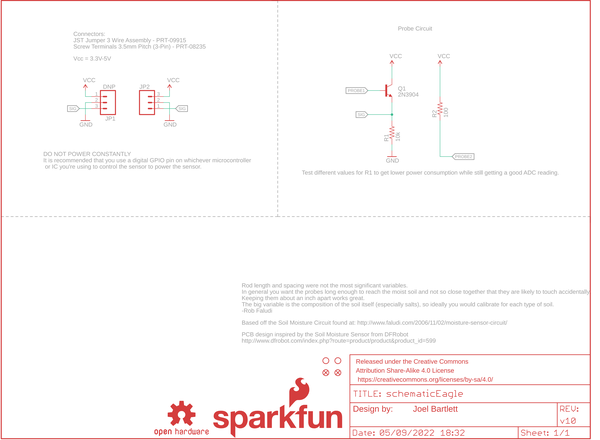 Connectors:
JST Jumper 3 Wire Assembly - PRT-09915
Screw Terminals 3.5mm Pitch (3-Pin) - PRT-08235
Vcc = 3.3V-5V
VCC
DNP
JP2
VCC
3
2
1
3
2
1
SIG
SIG
JP1
GND
GND
DO NOT POWER CONSTANTLY
It is recommended that you use a digital GPIO pin on whichever microcontroller
or IC you're using to control the sensor to power the sensor.
Probe Circuit
VCC
VCC
PROBE1
Q1
2N3904
SIG
R2
100
R1
10k
PROBE2
GND
Test different values for R1 to get lower power consumption while still getting a good ADC reading.
Rod length and spacing were not the most significant variables.
In general you want the probes long enough to reach the moist soil and not so close together that they are likely to touch accidentally.
Keeping them about an inch apart works great.
The big variable is the composition of the soil itself (especially salts), so ideally you would calibrate for each type of soil.
-Rob Faludi
Based off the Soil Moisture Circuit found at: http://www.faludi.com/2006/11/02/moisture-sensor-circuit/
PCB design inspired by the Soil Moisture Sensor from DFRobot
http://www.dfrobot.com/index.php?route=product/product&product_id=599
open hardware
sparkfun
Released under the Creative Commons
Attribution Share-Alike 4.0 License
https://creativecommons.org/licenses/by-sa/4.0/
TITLE: schematicEagle
Design by: Joel Bartlett
REV:
v10
Date: 05/09/2022 18:32
Sheet: 1/1